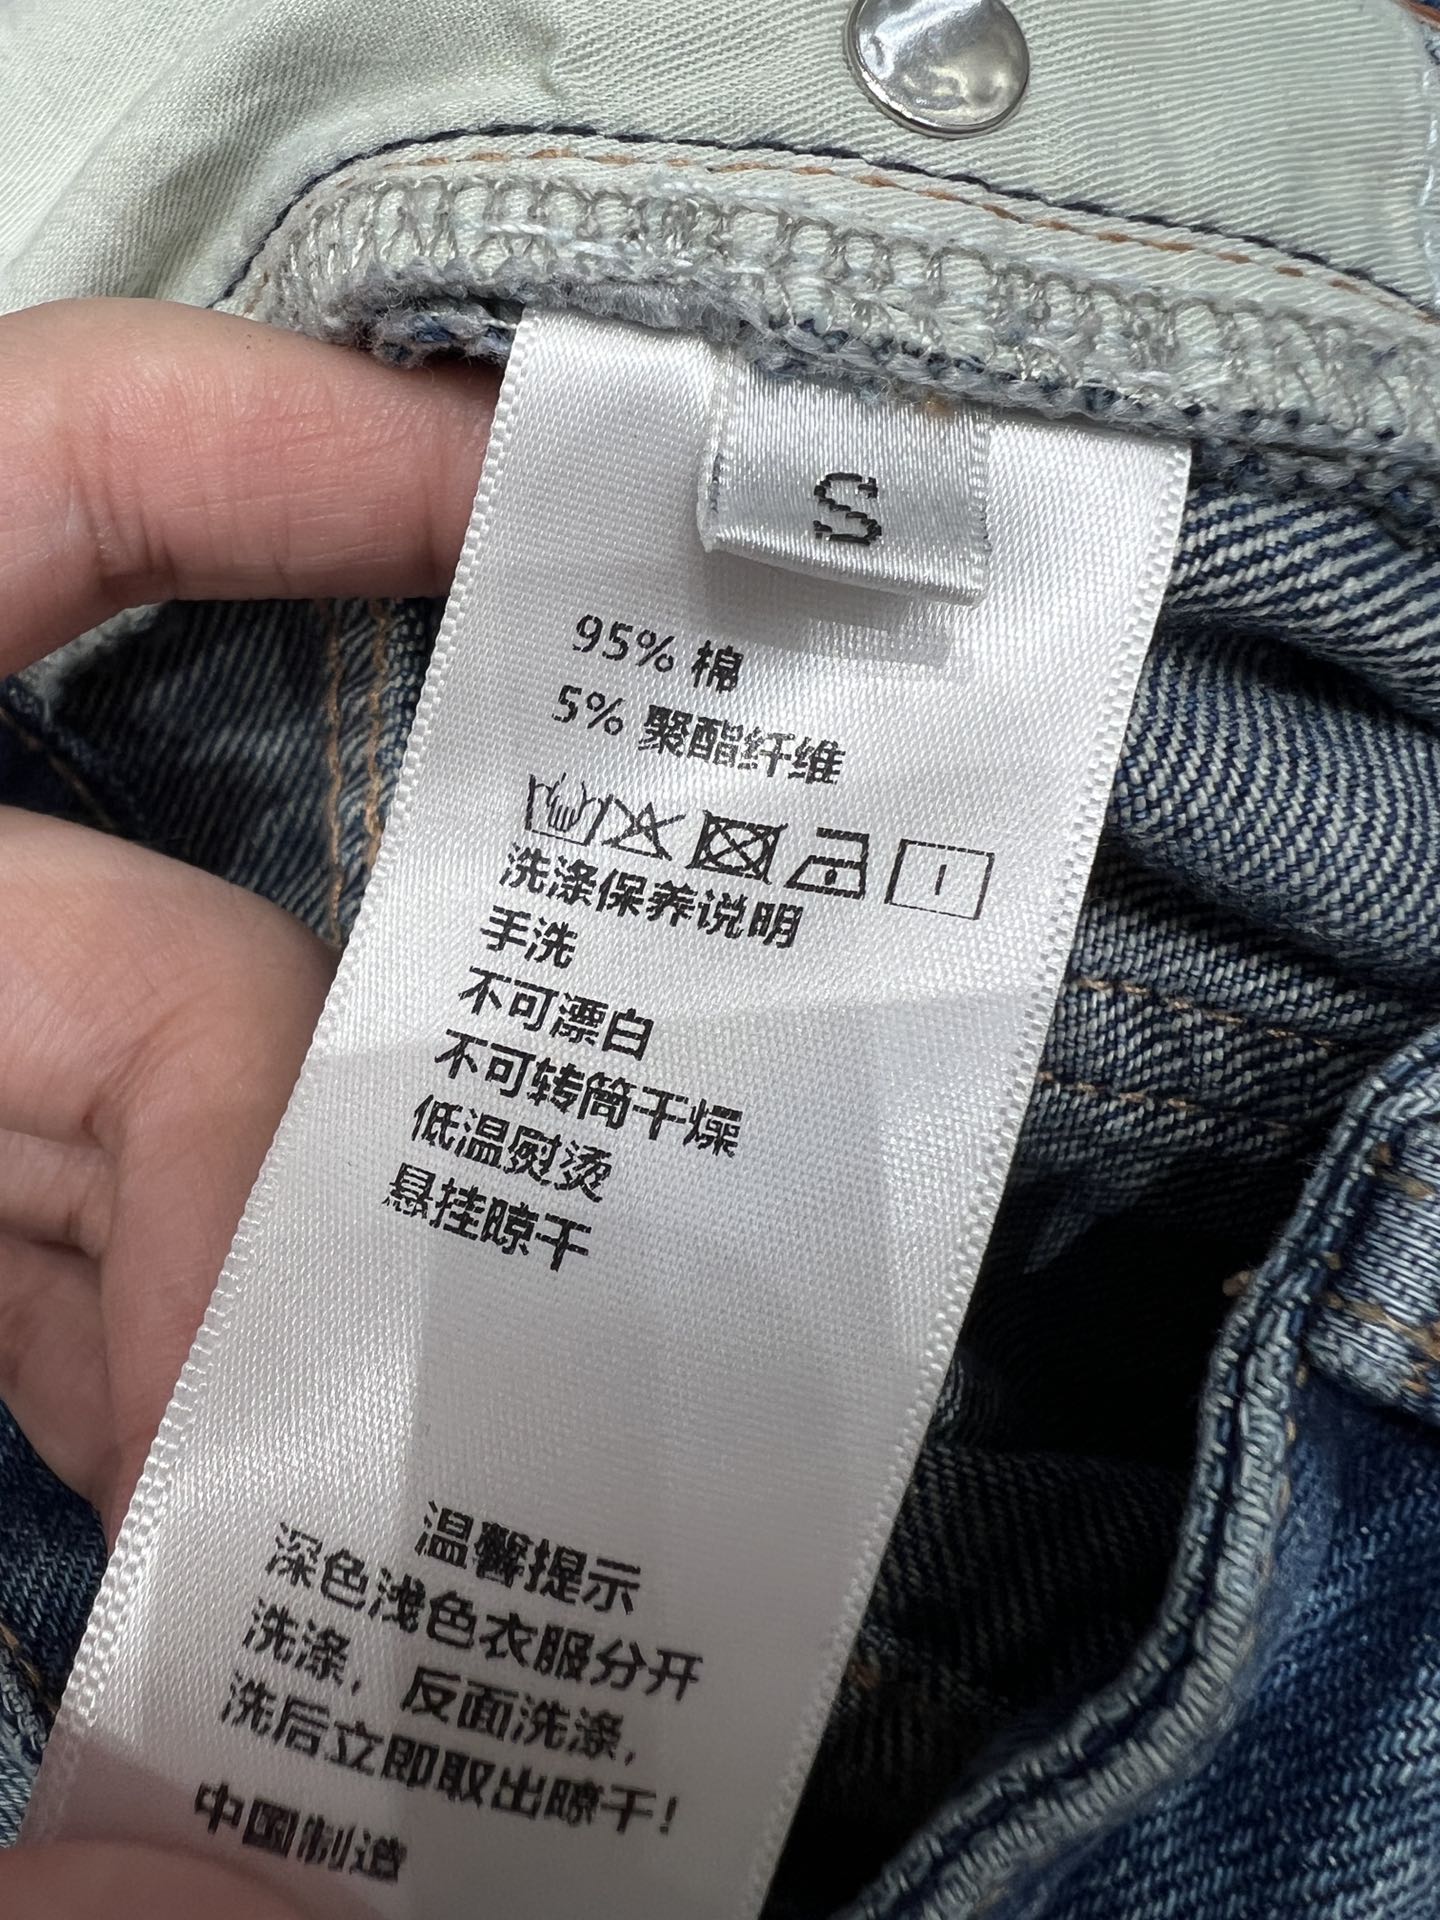 S
95% 棉
5% 聚酯纤维
洗涤保养说明
手洗
不可漂白
不可转筒干燥
低温熨烫
悬挂晾干
温馨提示
深色浅色衣服分开
洗涤，反面洗涤，
洗后立即取出晾干！
中国制造